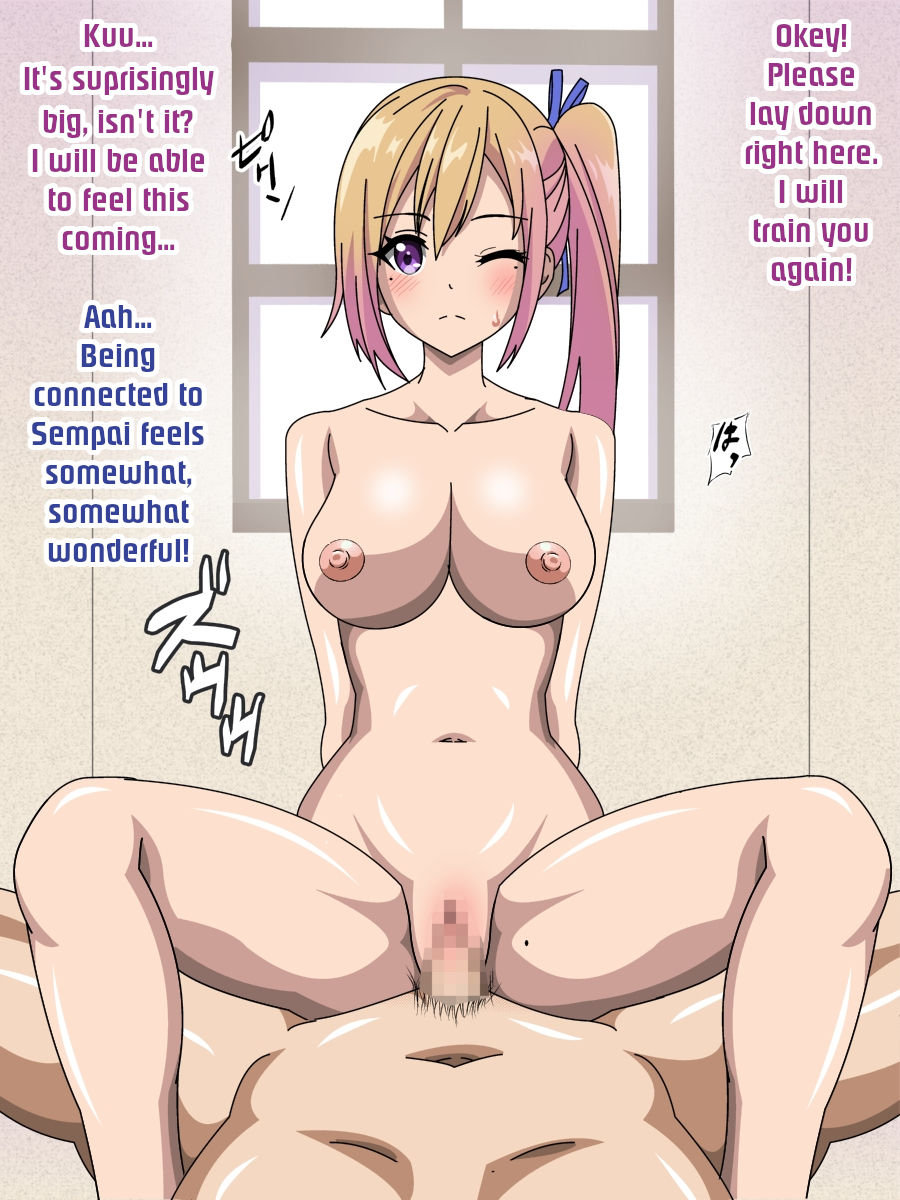 Kuu...
It's suprisingly
big, isn't it?
I will be able
to feel this
coming...
Aah...
Being
connected to
Sempai feels
somewhat,
somewhat
wonderful!
Okey!
Please
lay down
right here.
I will
train you
again!
は,